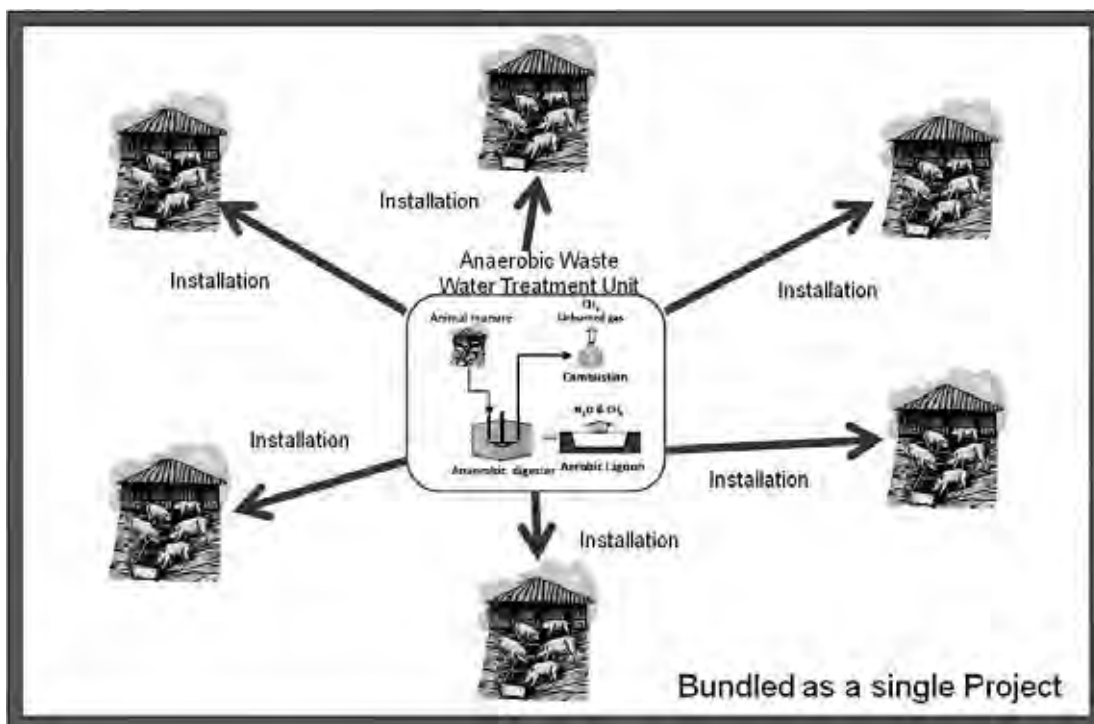 Installation
Anaerobic Waste
Water Treatment Unit
Installation
Installation
Animal manure
CH₄
Unburned gas
Combustion
Installation
N₂O & CH₄
Anaerobic digester
Aerobic Lagoon
Installation
Installation
Bundled as a single Project